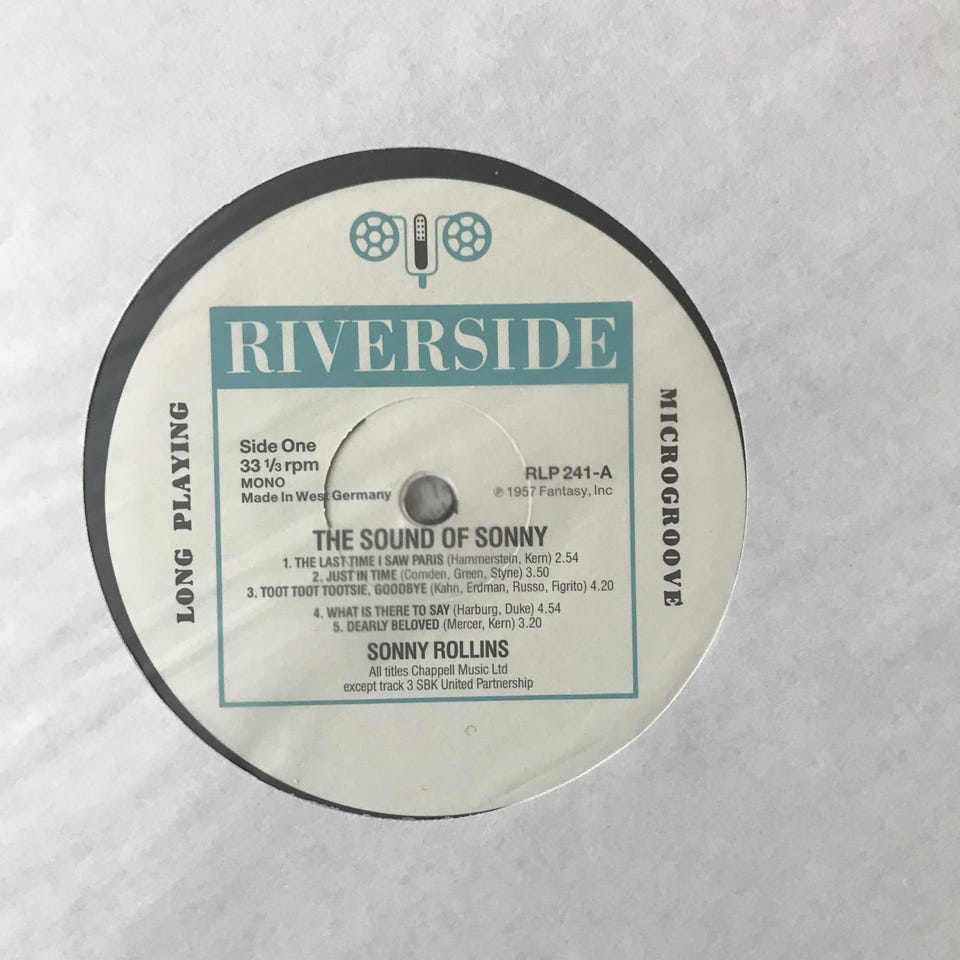 RIVERSIDE
LONG PLAYING
MICROGROOVE
Side One
33 1/3 rpm
MONO
Made In West Germany
RLP 241-A
℗ 1957 Fantasy, Inc
THE SOUND OF SONNY
1. THE LAST TIME I SAW PARIS (Hammerstein, Kern) 2.54
2. JUST IN TIME (Comden, Green, Styne) 3.50
3. TOOT TOOT TOOTSIE, GOODBYE (Kahn, Erdman, Russo, Figrito) 4.20
4. WHAT IS THERE TO SAY (Harburg, Duke) 4.54
5. DEARLY BELOVED (Mercer, Kern) 3.20
SONNY ROLLINS
All titles Chappell Music Ltd
except track 3 SBK United Partnership